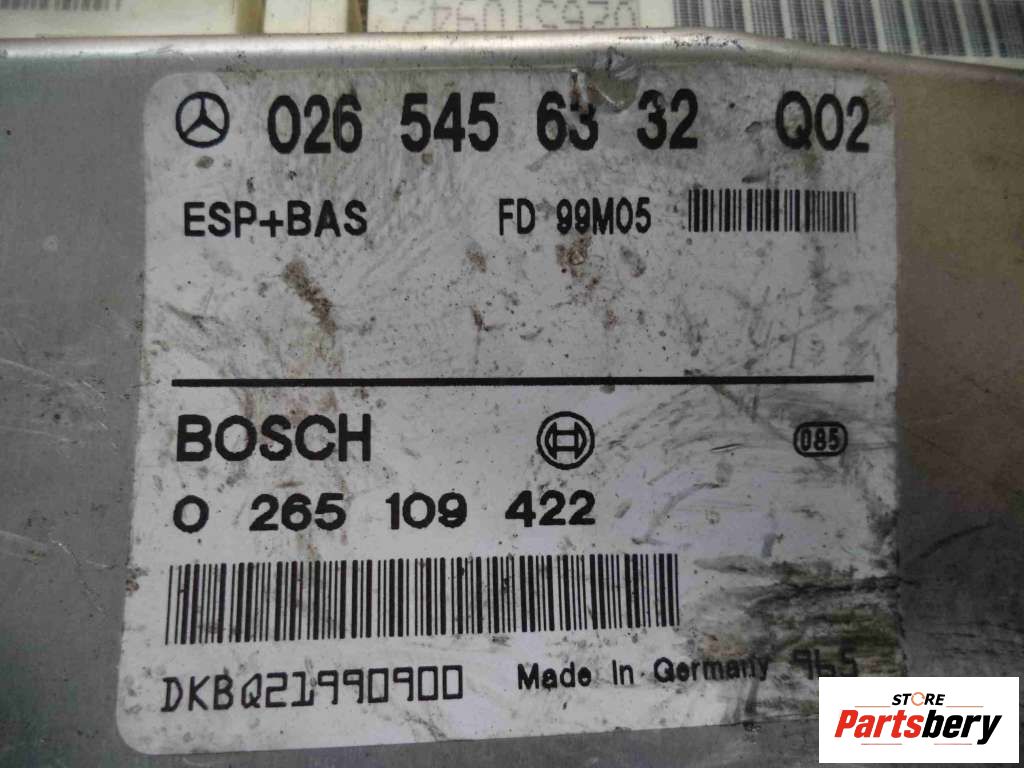 026 545 63 32 Q02
ESP+BAS FD 99M05
BOSCH
085
0 265 109 422
DKBQ21990900
Made In Germany 965
STORE
Partsbery